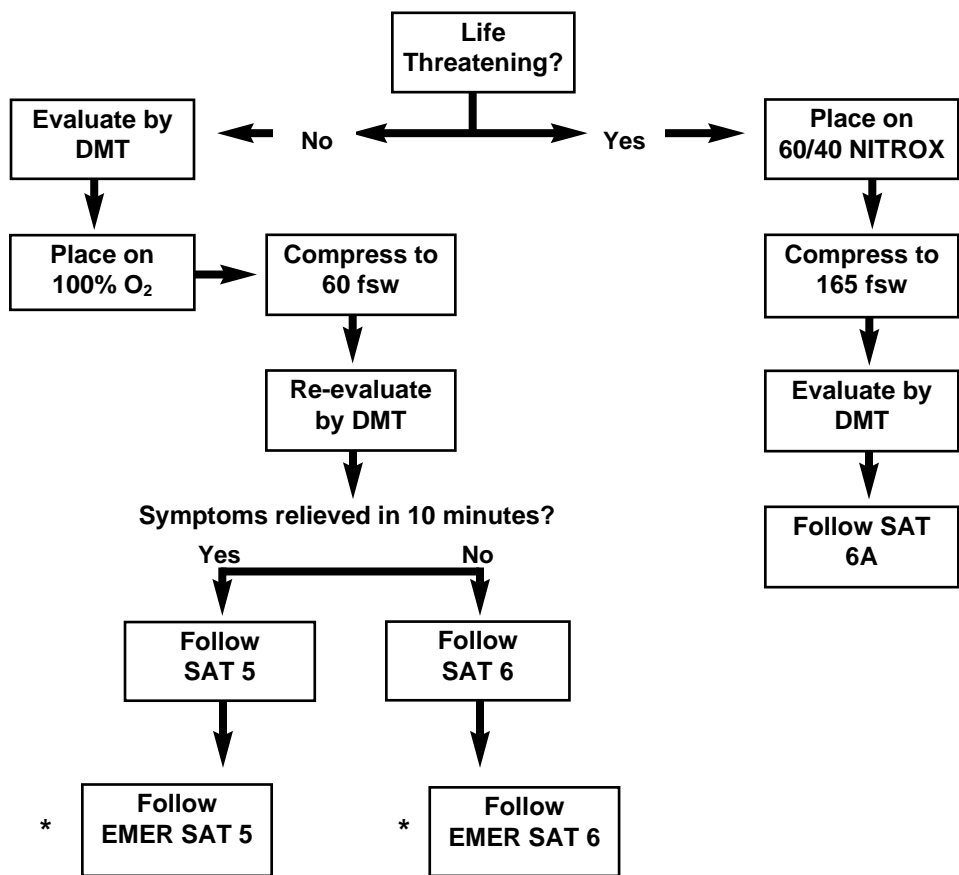 Life
Threatening?
Evaluate by
DMT
No
Yes
Place on
60/40 NITROX
Place on
100% O₂
Compress to
60 fsw
Compress to
165 fsw
Re-evaluate
by DMT
Evaluate by
DMT
Symptoms relieved in 10 minutes?
Yes
No
Follow SAT
6A
Follow
SAT 5
Follow
SAT 6
*
Follow
EMER SAT 5
*
Follow
EMER SAT 6